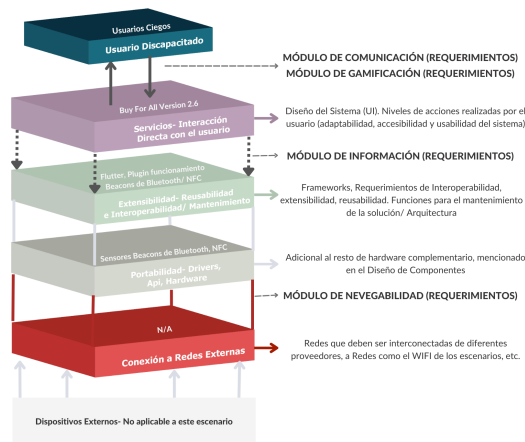 Usuarios Ciegos
Usuario Discapacitado
MÓDULO DE COMUNICACIÓN (REQUERIMIENTOS)
MÓDULO DE GAMIFICACIÓN (REQUERIMIENTOS)
Buy For All Version 2.6
Servicios- Interacción
Directa con el usuario
Diseño del Sistema (UI). Niveles de acciones realizadas por el
usuario (adaptabilidad, accesibilidad y usabilidad del sistema)
MÓDULO DE INFORMACIÓN (REQUERIMIENTOS)
Flutter, Plugin funcionamiento
Beacons de Bluetooth/ NFC
Extensibilidad- Reusabilidad
e Interoperabilidad/ Mantenimiento
Frameworks, Requerimientos de Interoperabilidad,
extensibilidad, reusabilidad. Funciones para el mantenimiento
de la solución/ Arquitectura
Sensores Beacons de Bluetooth, NFC
Portabilidad- Drivers,
Api, Hardware
Adicional al resto de hardware complementario, mencionado
en el Diseño de Componentes
MÓDULO DE NEVEGABILIDAD (REQUERIMIENTOS)
N/A
Conexión a Redes Externas
Redes que deben ser interconectadas de diferentes
proveedores, a Redes como el WIFI de los escenarios, etc.
Dispositivos Externos- No aplicable a este escenario